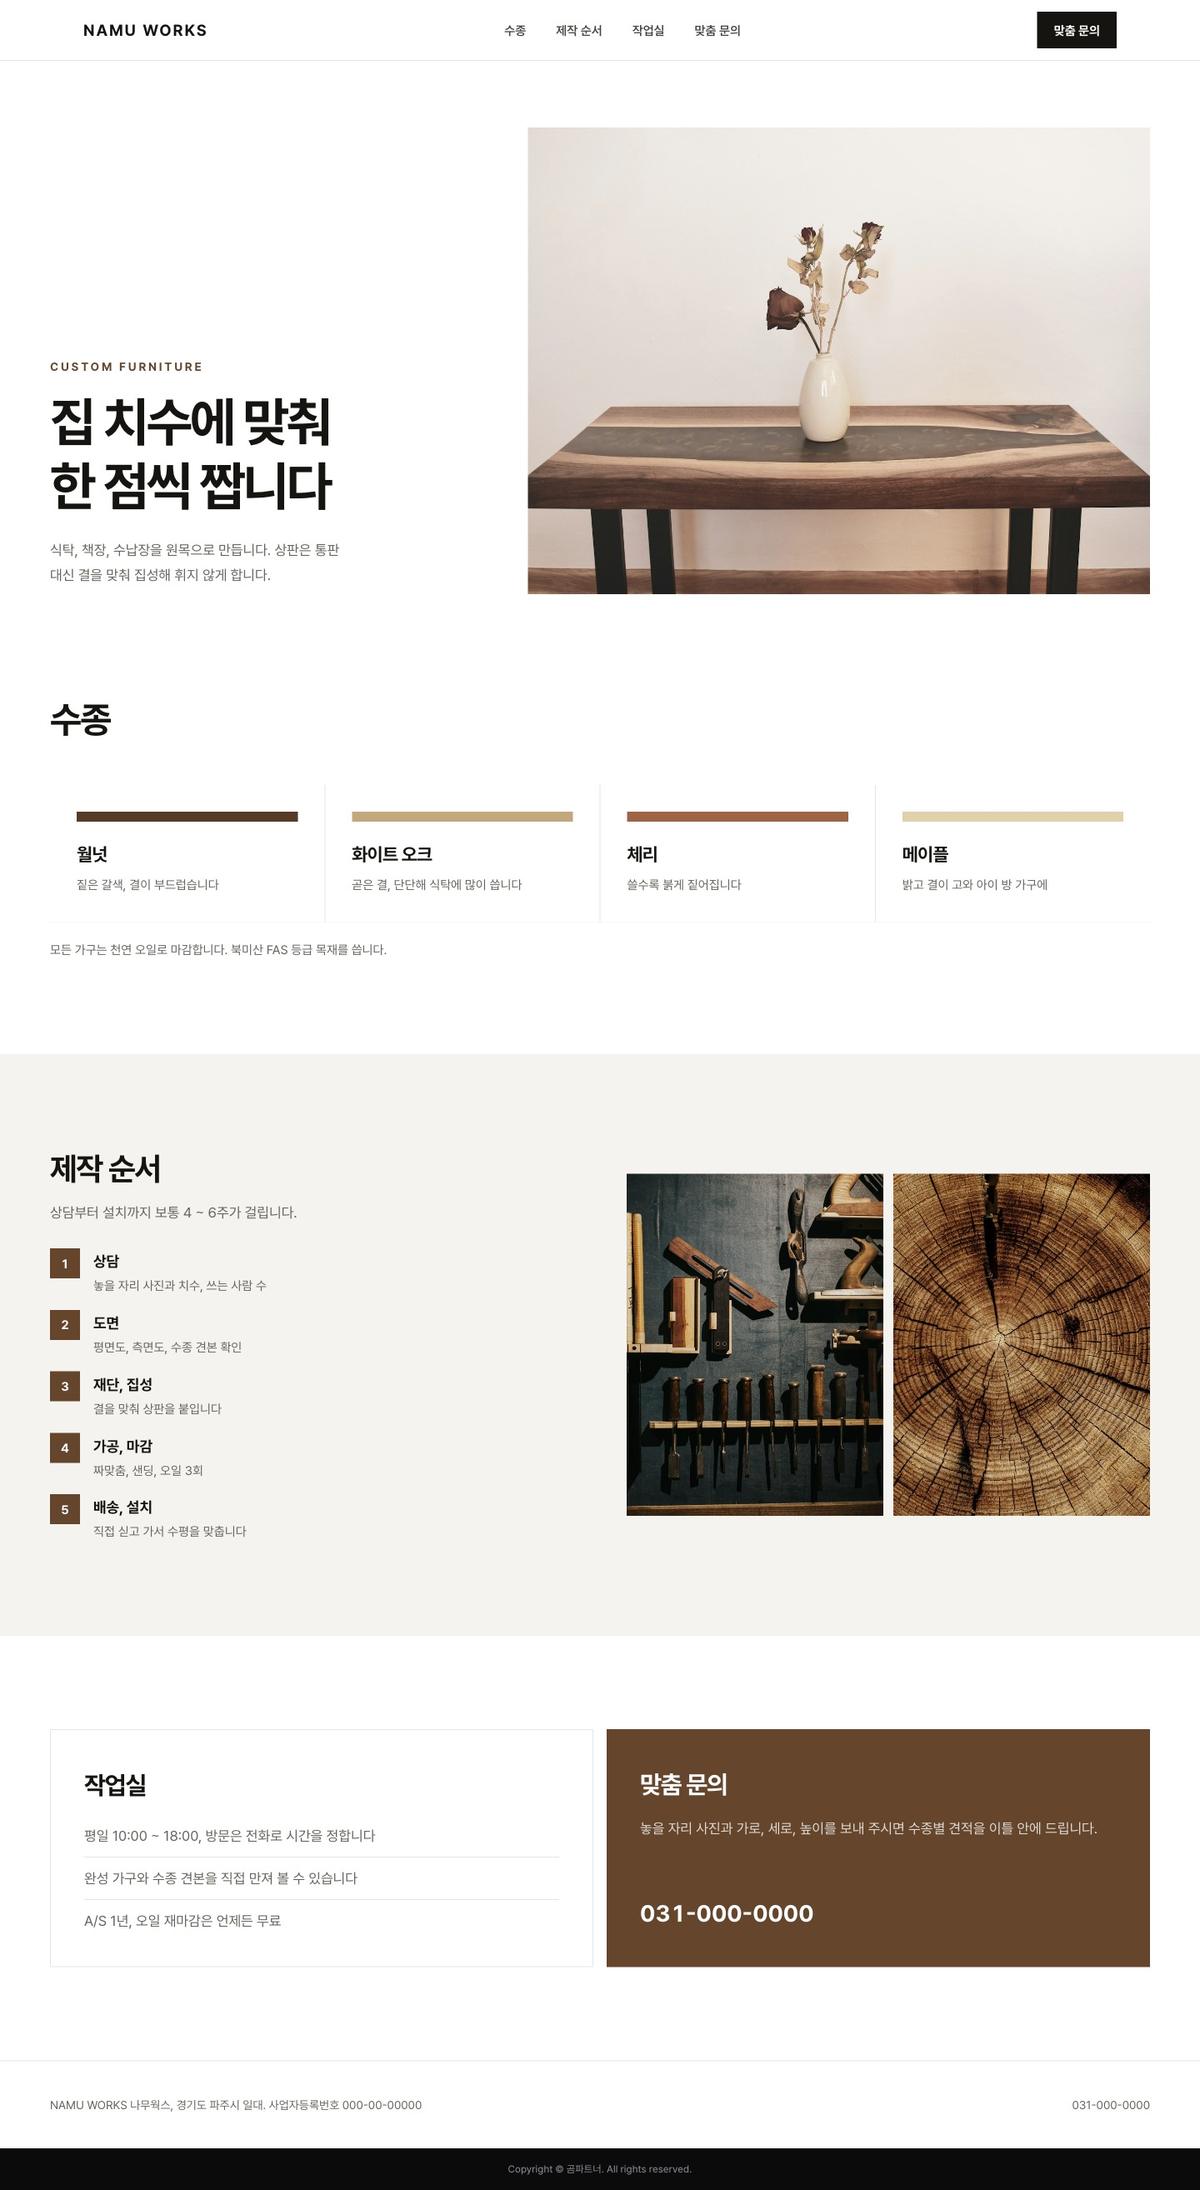 NAMU WORKS
수종
제작 순서
작업실
맞춤 문의
맞춤 문의
CUSTOM FURNITURE
집 치수에 맞춰
한 점씩 짭니다
식탁, 책장, 수납장을 원목으로 만듭니다. 상판은 통판
대신 결을 맞춰 집성해 휘지 않게 합니다.
수종
월넛
짙은 갈색, 결이 부드럽습니다
화이트 오크
곧은 결, 단단해 식탁에 많이 씁니다
체리
쓸수록 붉게 짙어집니다
메이플
밝고 결이 고와 아이 방 가구에
모든 가구는 천연 오일로 마감합니다. 북미산 FAS 등급 목재를 씁니다.
제작 순서
상담부터 설치까지 보통 4 ~ 6주가 걸립니다.
1 상담
놓을 자리 사진과 치수, 쓰는 사람 수
2 도면
평면도, 측면도, 수종 견본 확인
3 재단, 집성
결을 맞춰 상판을 붙입니다
4 가공, 마감
짜맞춤, 샌딩, 오일 3회
5 배송, 설치
직접 싣고 가서 수평을 맞춥니다
작업실
평일 10:00 ~ 18:00, 방문은 전화로 시간을 정합니다
완성 가구와 수종 견본을 직접 만져 볼 수 있습니다
A/S 1년, 오일 재마감은 언제든 무료
맞춤 문의
놓을 자리 사진과 가로, 세로, 높이를 보내 주시면 수종별 견적을 이틀 안에 드립니다.
031-000-0000
NAMU WORKS 나무웍스, 경기도 파주시 일대. 사업자등록번호 000-00-00000
031-000-0000
Copyright © 곰파트너. All rights reserved.